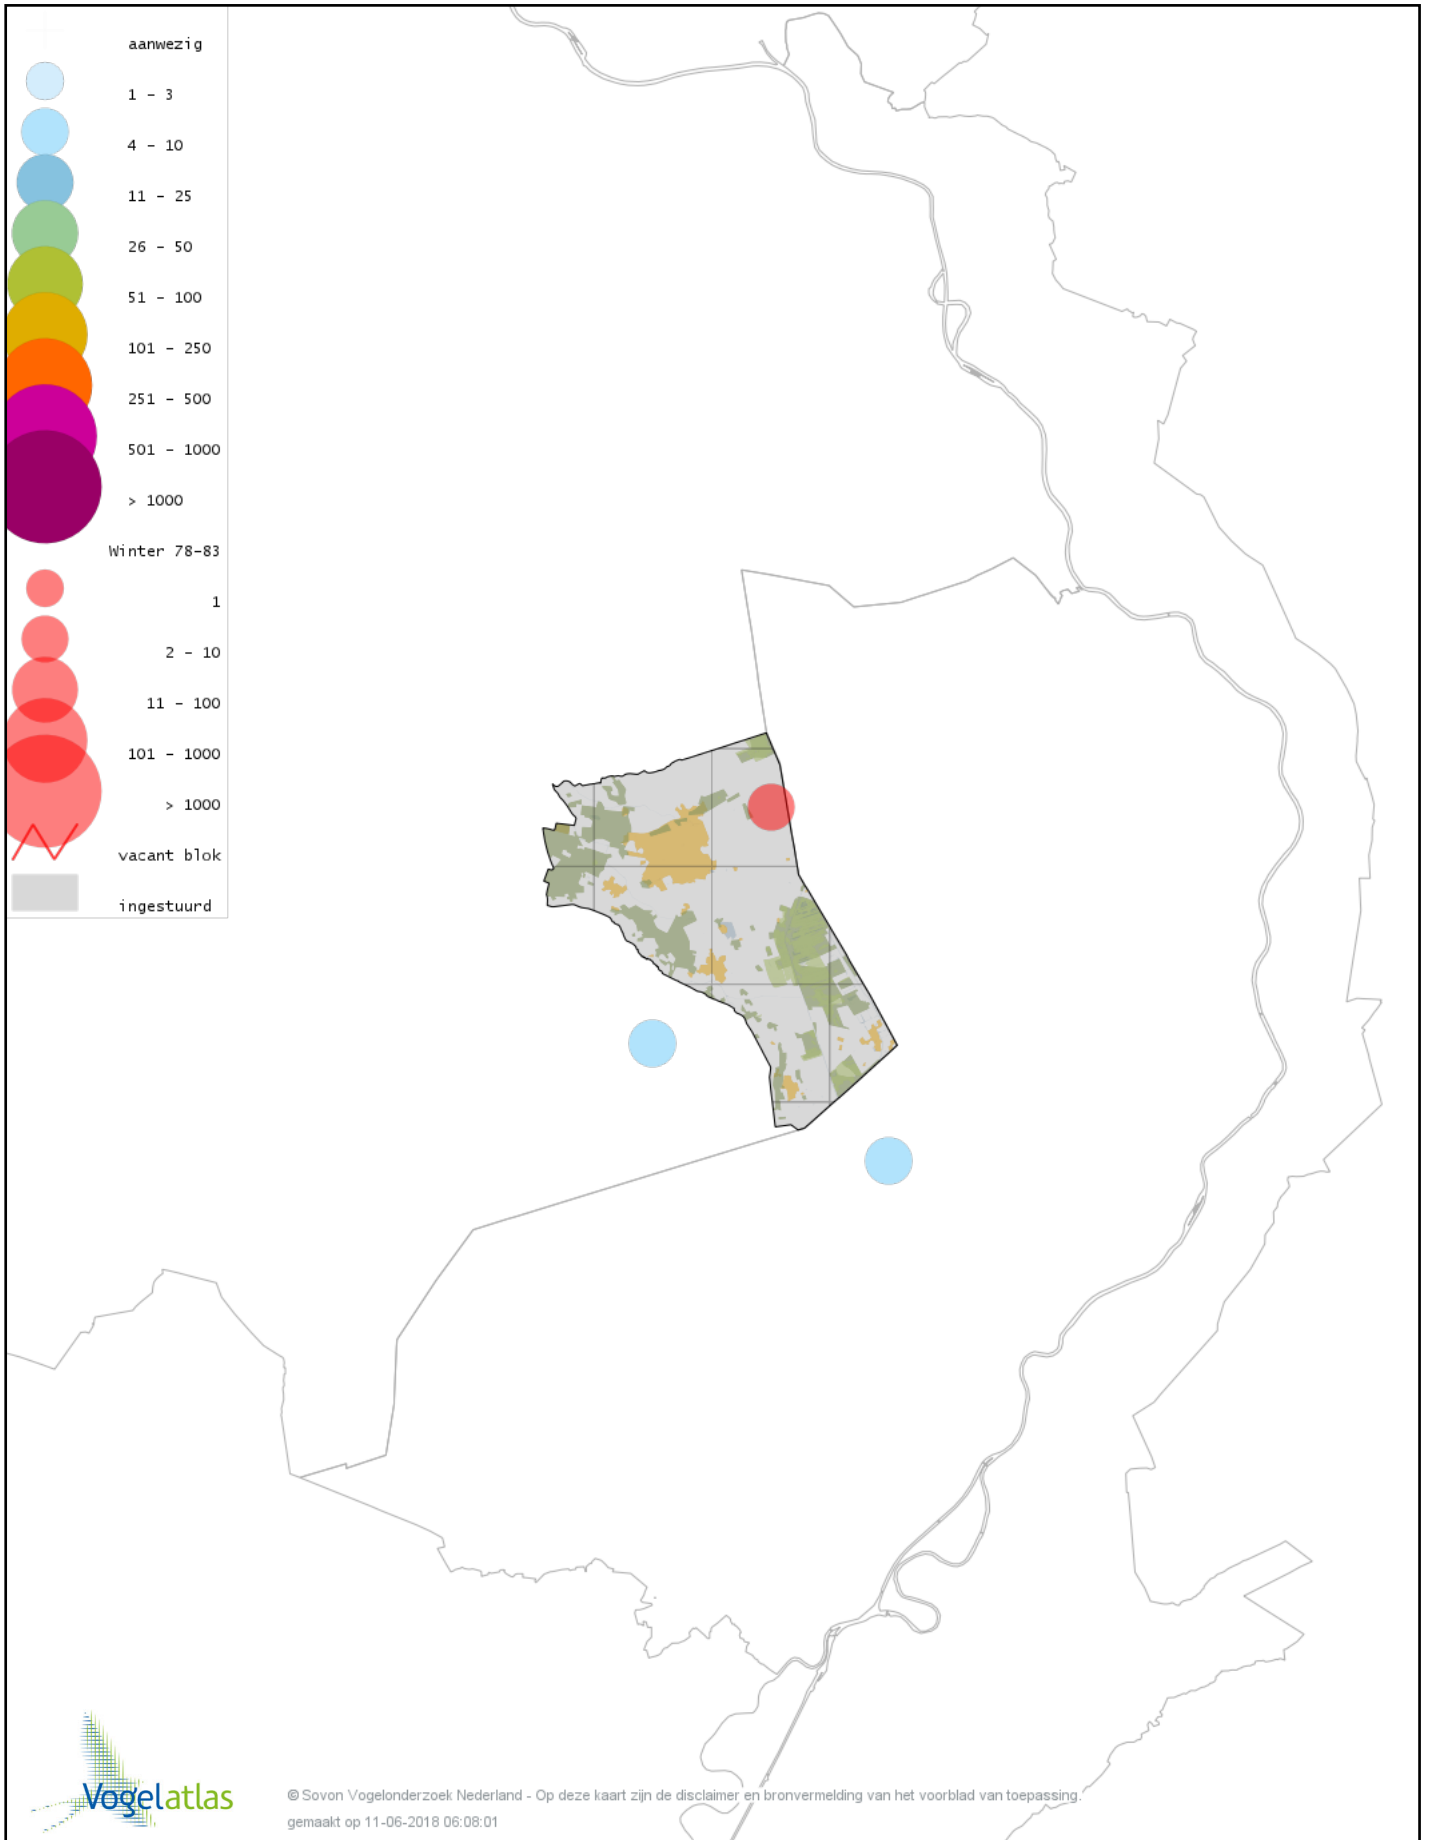 aanwezig
1 - 3
4 - 10
11 - 25
26 - 50
51 - 100
101 - 250
251 - 500
501 - 1000
> 1000
Winter 78-83
1
2 - 10
11 - 100
101 - 1000
> 1000
vacant blok
ingestuurd
Vogelatlas
© Sovon Vogelonderzoek Nederland - Op deze kaart zijn de disclaimer en bronvermelding van het voorblad van toepassing.
gemaakt op 11-06-2018 06:08:01